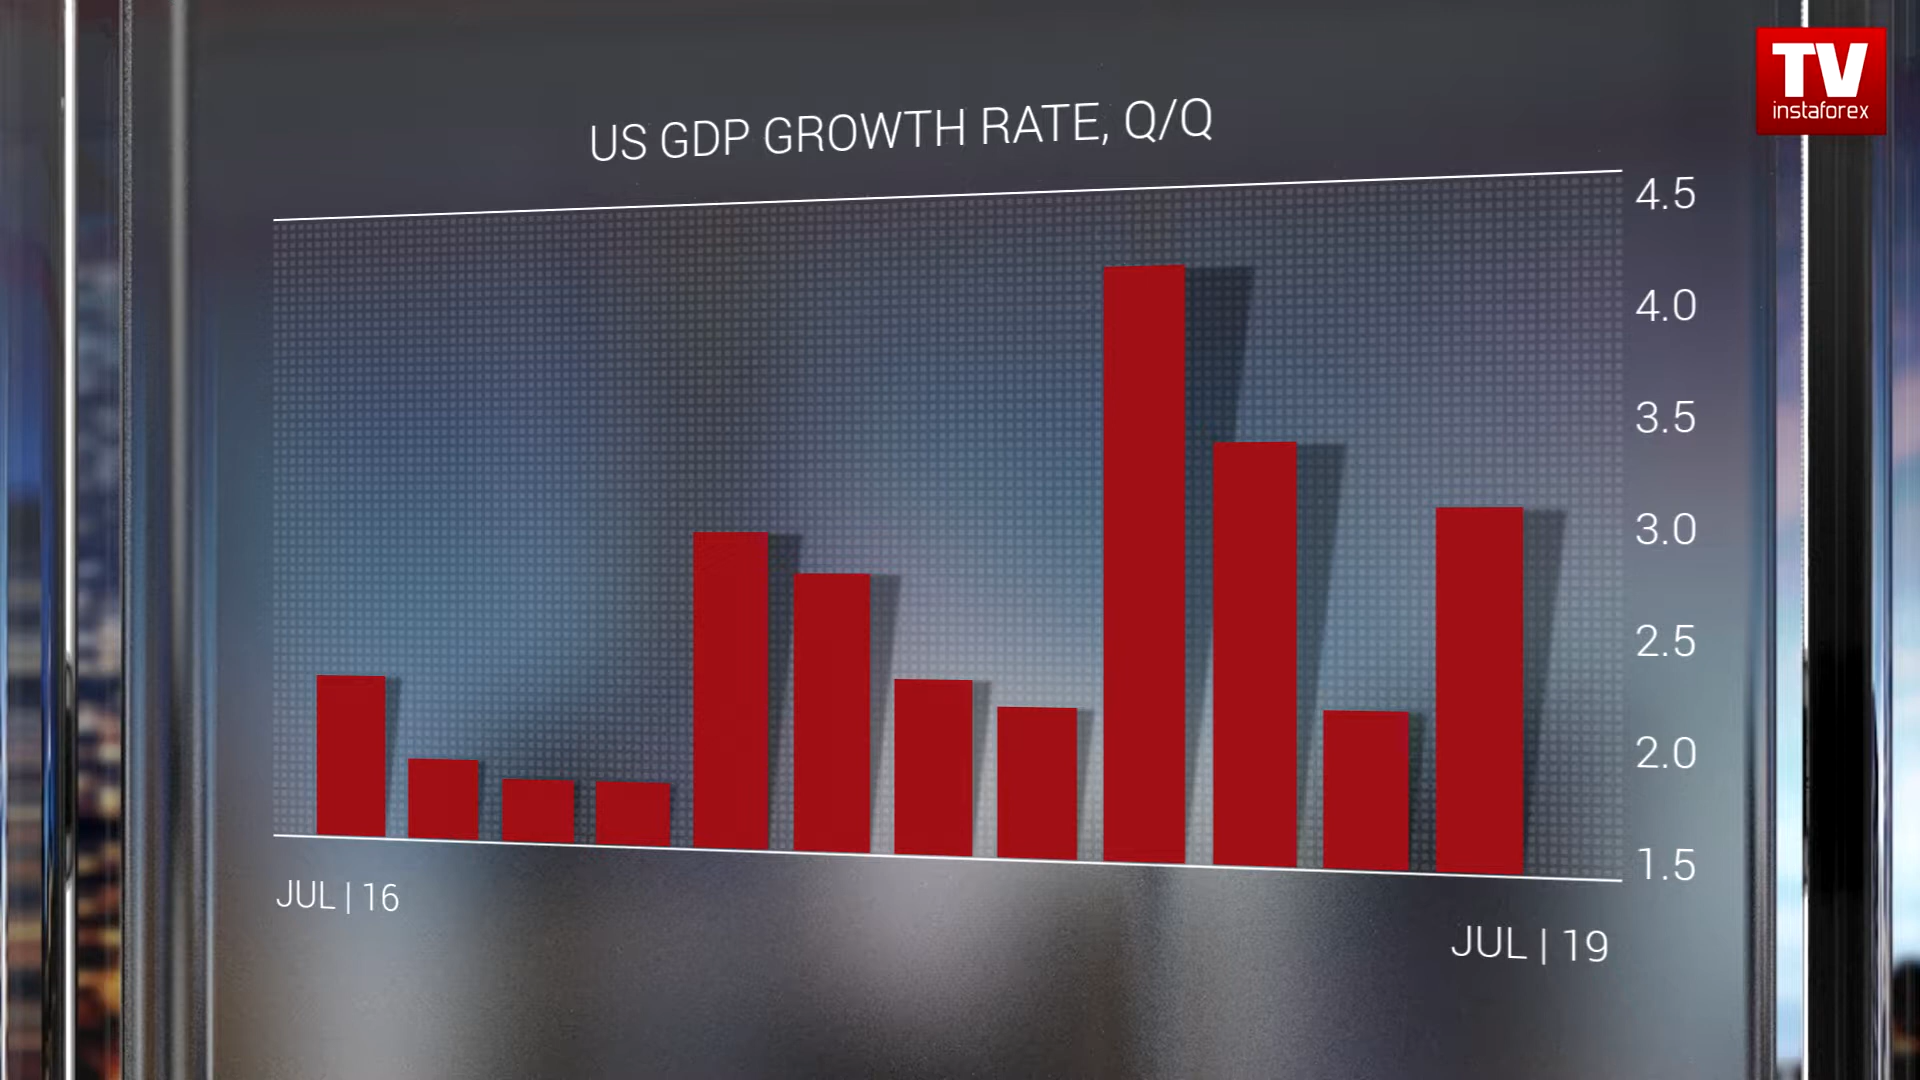 TV
instaforex
US GDP GROWTH RATE, Q/Q
4.5
4.0
3.5
3.0
2.5
2.0
1.5
JUL | 16
JUL | 19